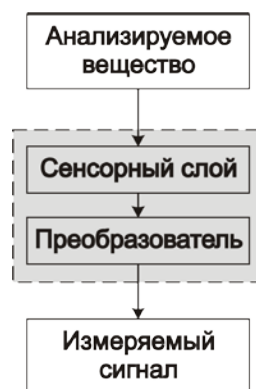 Анализируемое
вещество
Сенсорный слой
Преобразователь
Измеряемый
сигнал